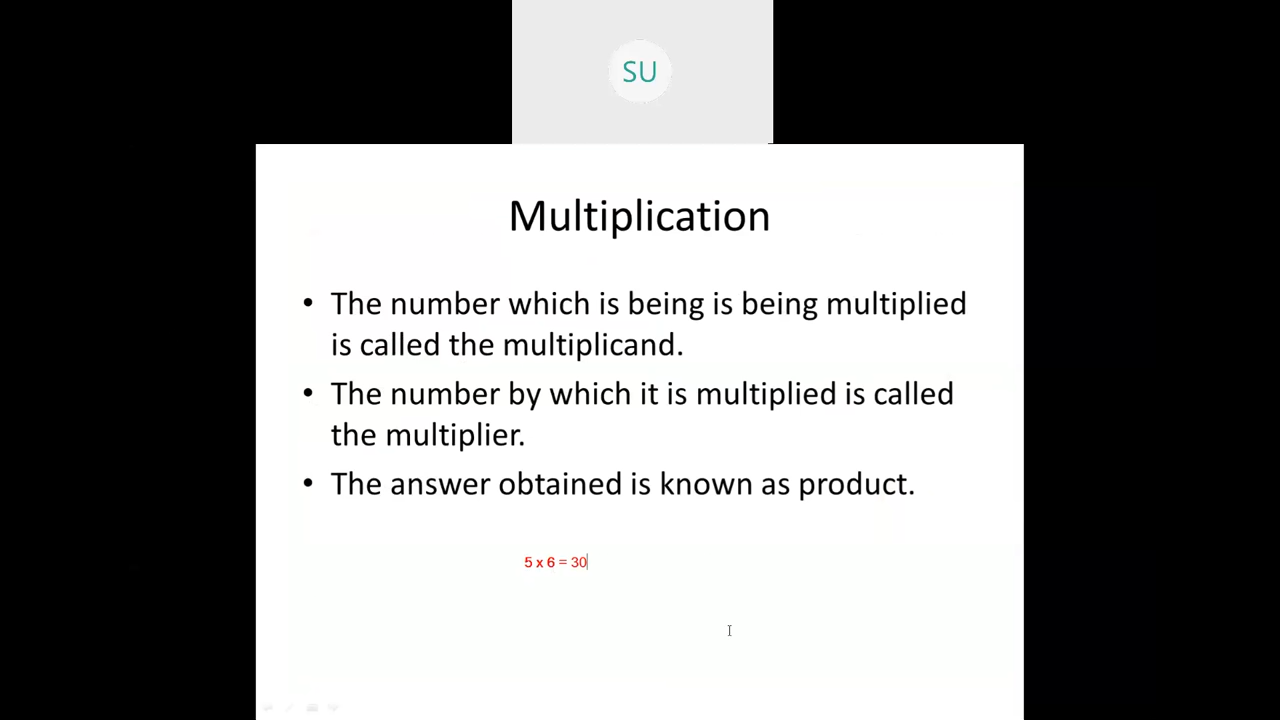 SU
Multiplication
• The number which is being is being multiplied
is called the multiplicand.
• The number by which it is multiplied is called
the multiplier.
• The answer obtained is known as product.
5 x 6 = 30